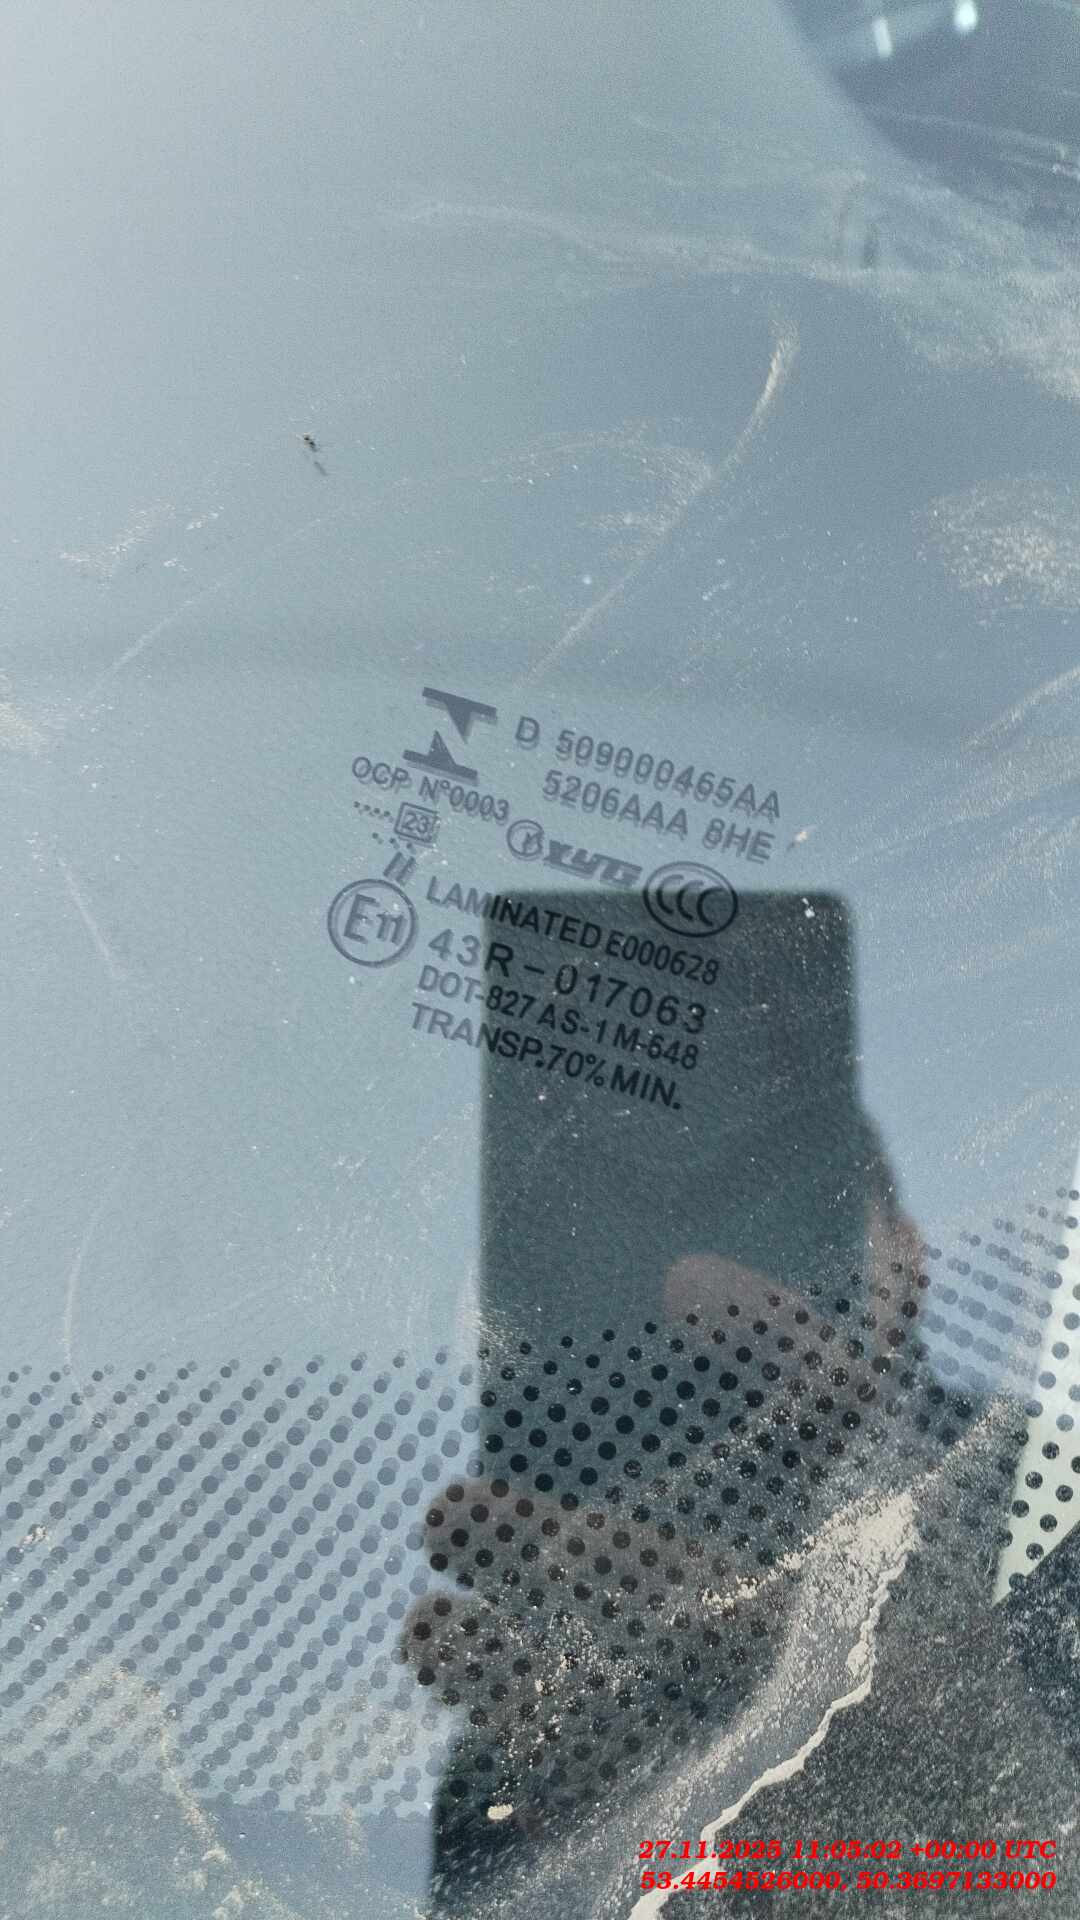 D 509000465AA
5206AAA 8HE
OCP N°0003
23
XYG
CCC
LAMINATED E000628
E11
43R - 017063
DOT-827 AS-1 M-648
TRANSP.70% MIN.
27.11.2025 11:05:02 +00:00 UTC
53.4454526000, 50.3697133000